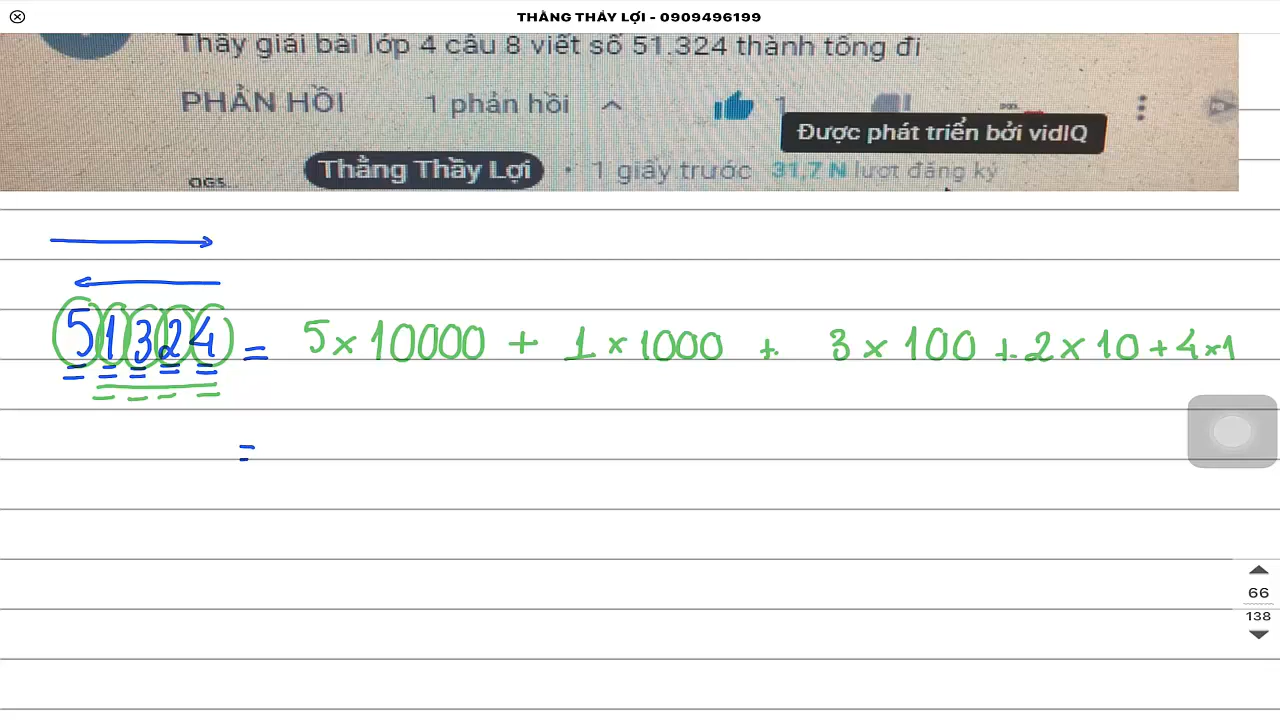 THẲNG THẦY LỢI - 0909496199
Thầy giải bài lớp 4 câu 8 viết số 51.324 thành tổng đi
PHẢN HỒI 1 phản hồi 1
Được phát triển bởi vidIQ
Thắng Thầy Lợi • 1 giây trước 31,7 N lượt đăng ký
51324 = 5 × 10000 + 1 × 1000 + 3 × 100 + 2 × 10 + 4 × 1
=
66
138